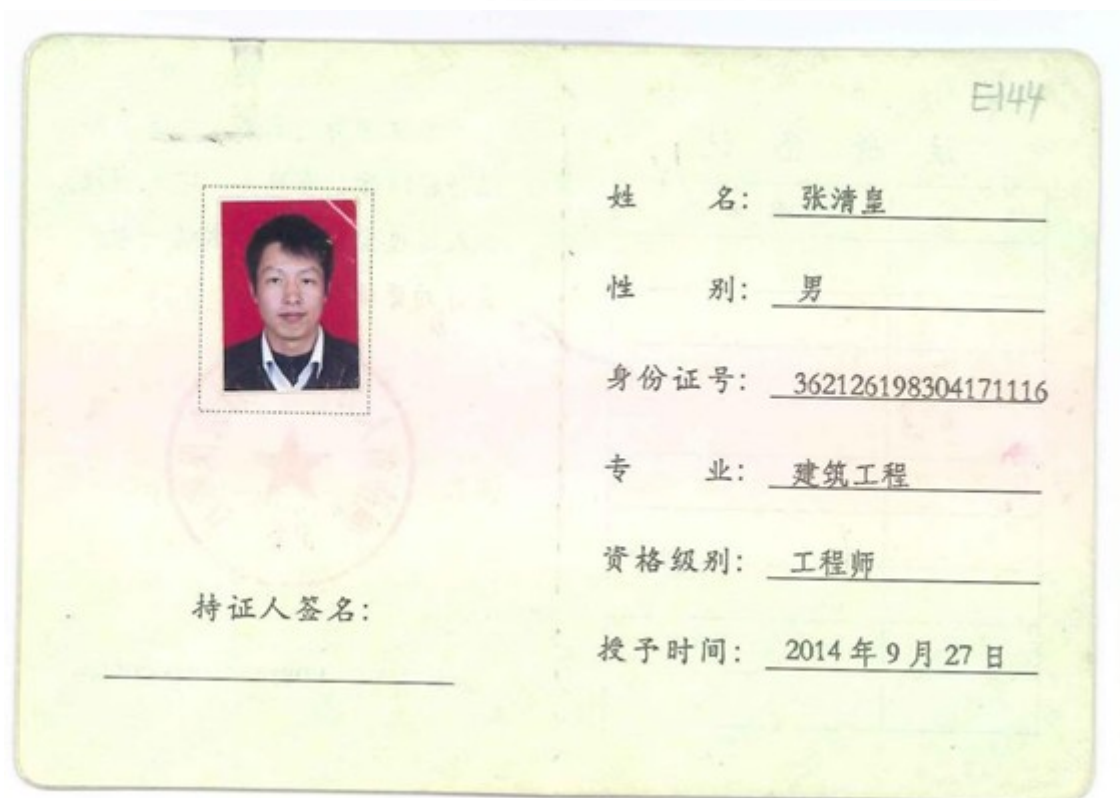 E144
姓 名: 张清皇
性 别: 男
身份证号: 362126198304171116
专 业: 建筑工程
资格级别: 工程师
授予时间: 2014年9月27日
持证人签名: